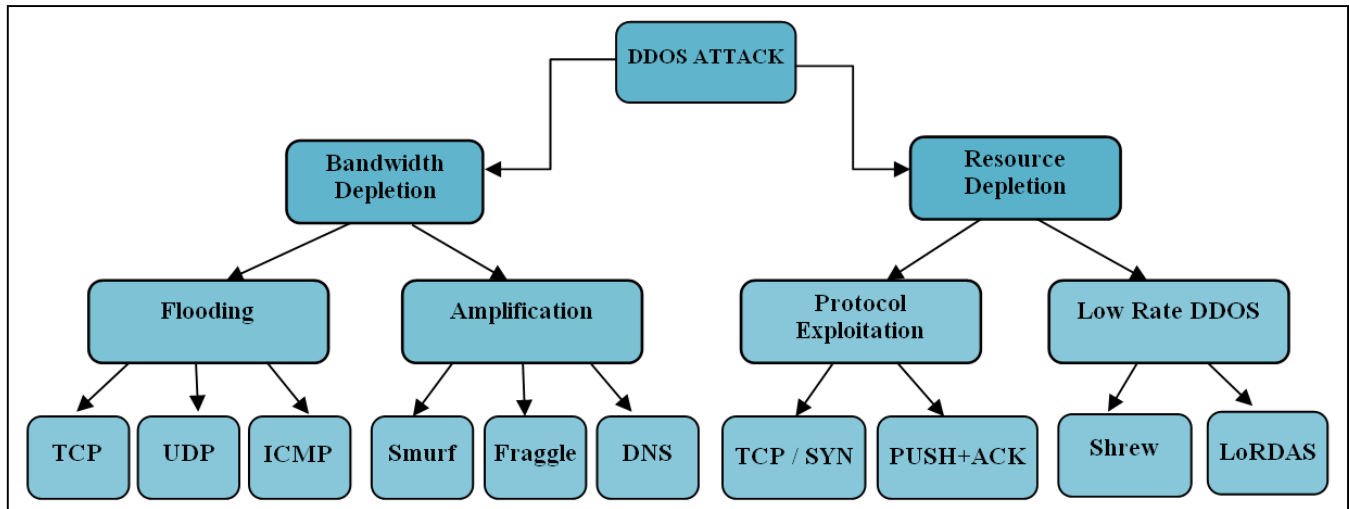 DDOS ATTACK
Bandwidth
Depletion
Resource
Depletion
Flooding
Amplification
Protocol
Exploitation
Low Rate DDOS
TCP
UDP
ICMP
Smurf
Fraggle
DNS
TCP / SYN
PUSH+ACK
Shrew
LoRDAS